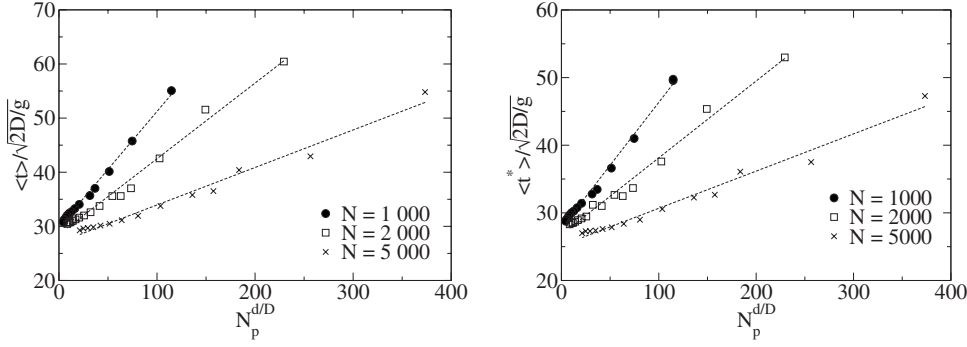 70
60
50
40
30
20
<t>/√2D/g
N = 1 000
N = 2 000
N = 5 000
0 100 200 300 400
N_p^{d/D}
60
50
40
30
20
<t*>/√2D/g
N = 1000
N = 2000
N = 5000
0 100 200 300 400
N_p^{d/D}